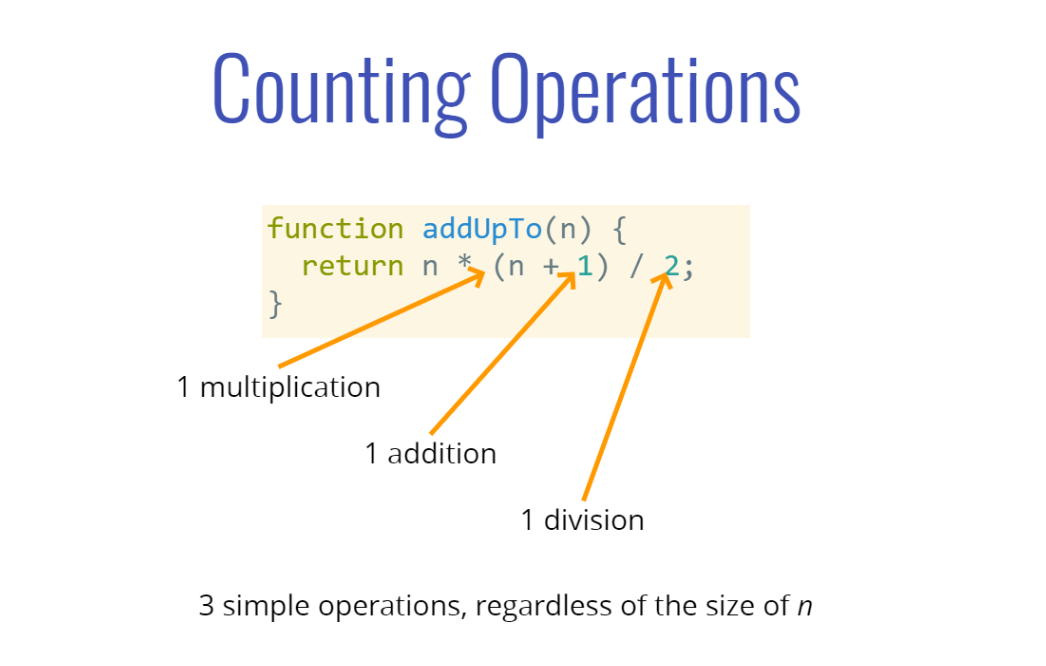 Counting Operations
function addUpTo(n) {
  return n * (n + 1) / 2;
}
1 multiplication
1 addition
1 division
3 simple operations, regardless of the size of n